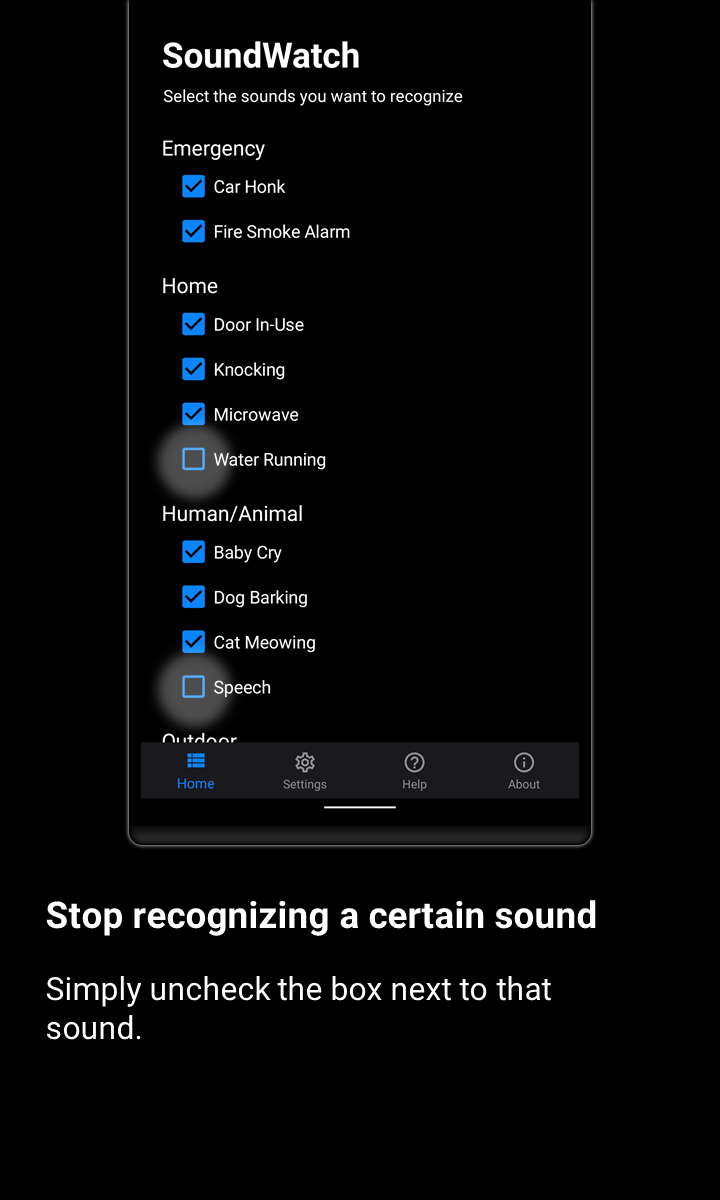 SoundWatch
Select the sounds you want to recognize
Emergency
Car Honk
Fire Smoke Alarm
Home
Door In-Use
Knocking
Microwave
Water Running
Human/Animal
Baby Cry
Dog Barking
Cat Meowing
Speech
Outdoor
Home
Settings
Help
About
Stop recognizing a certain sound
Simply uncheck the box next to that
sound.